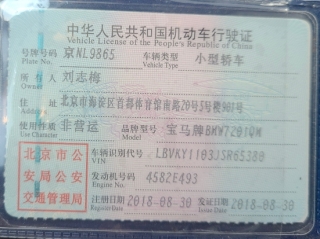 中华人民共和国机动车行驶证
Vehicle License of the People's Republic of China
号牌号码 京NL9865 车辆类型 小型轿车
Plate No. Vehicle Type
所有人 刘志梅
Owner
住址 北京市海淀区首都体育馆南路20号5号楼907号
Address
使用性质 非营运 品牌型号 宝马牌BMW7201QM
Use Character Model
北京市公
安局公安
交通管理局
车辆识别代号 LBVKY1103JSR65380
VIN
发动机号码 4582E493
Engine No.
注册日期 2018-08-30 发证日期 2018-08-30
Register Date Issue Date